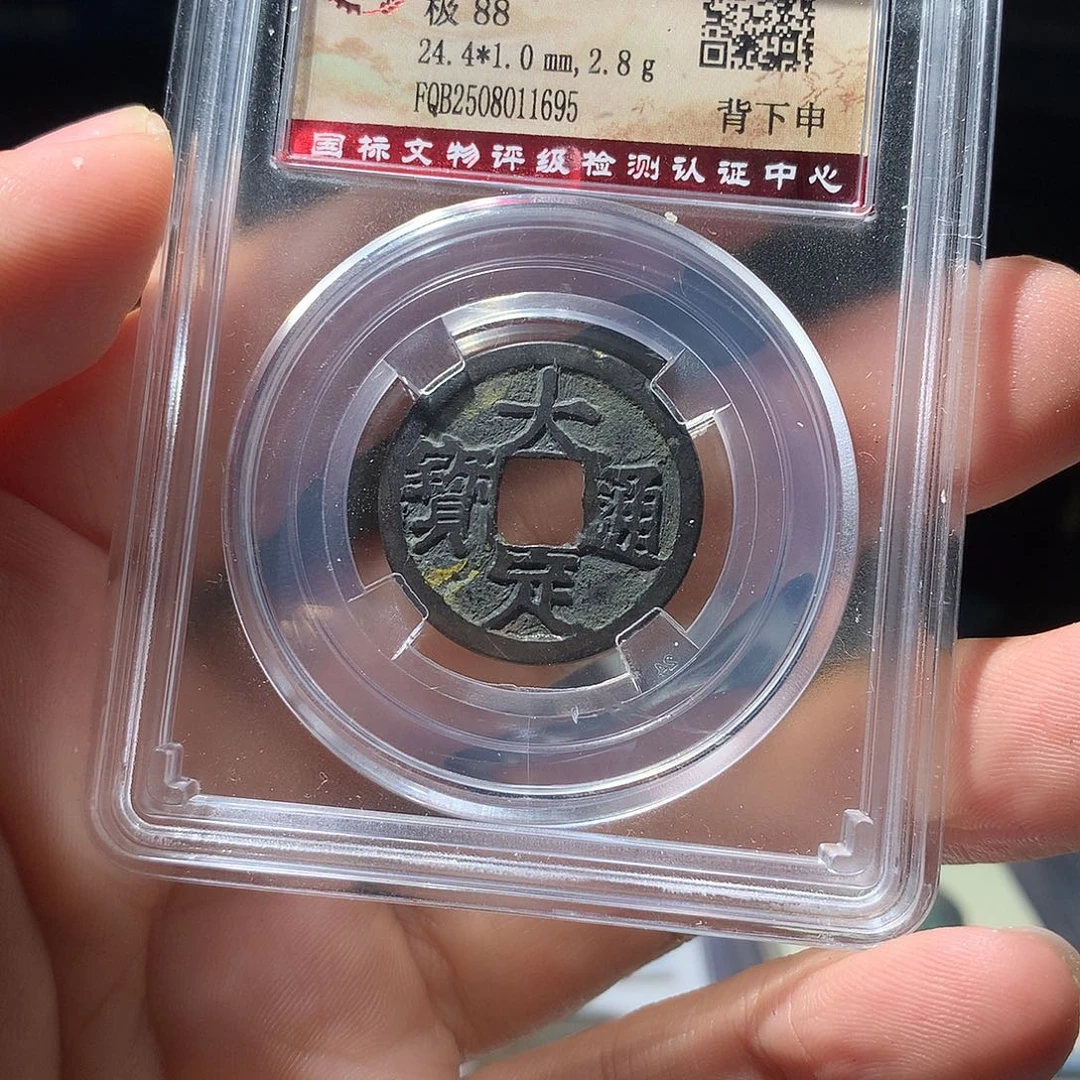 极 88
24.4*1.0 mm, 2.8 g
FQB2508011695
背下申
国标文物评级检测认证中心
大
寶 通
定